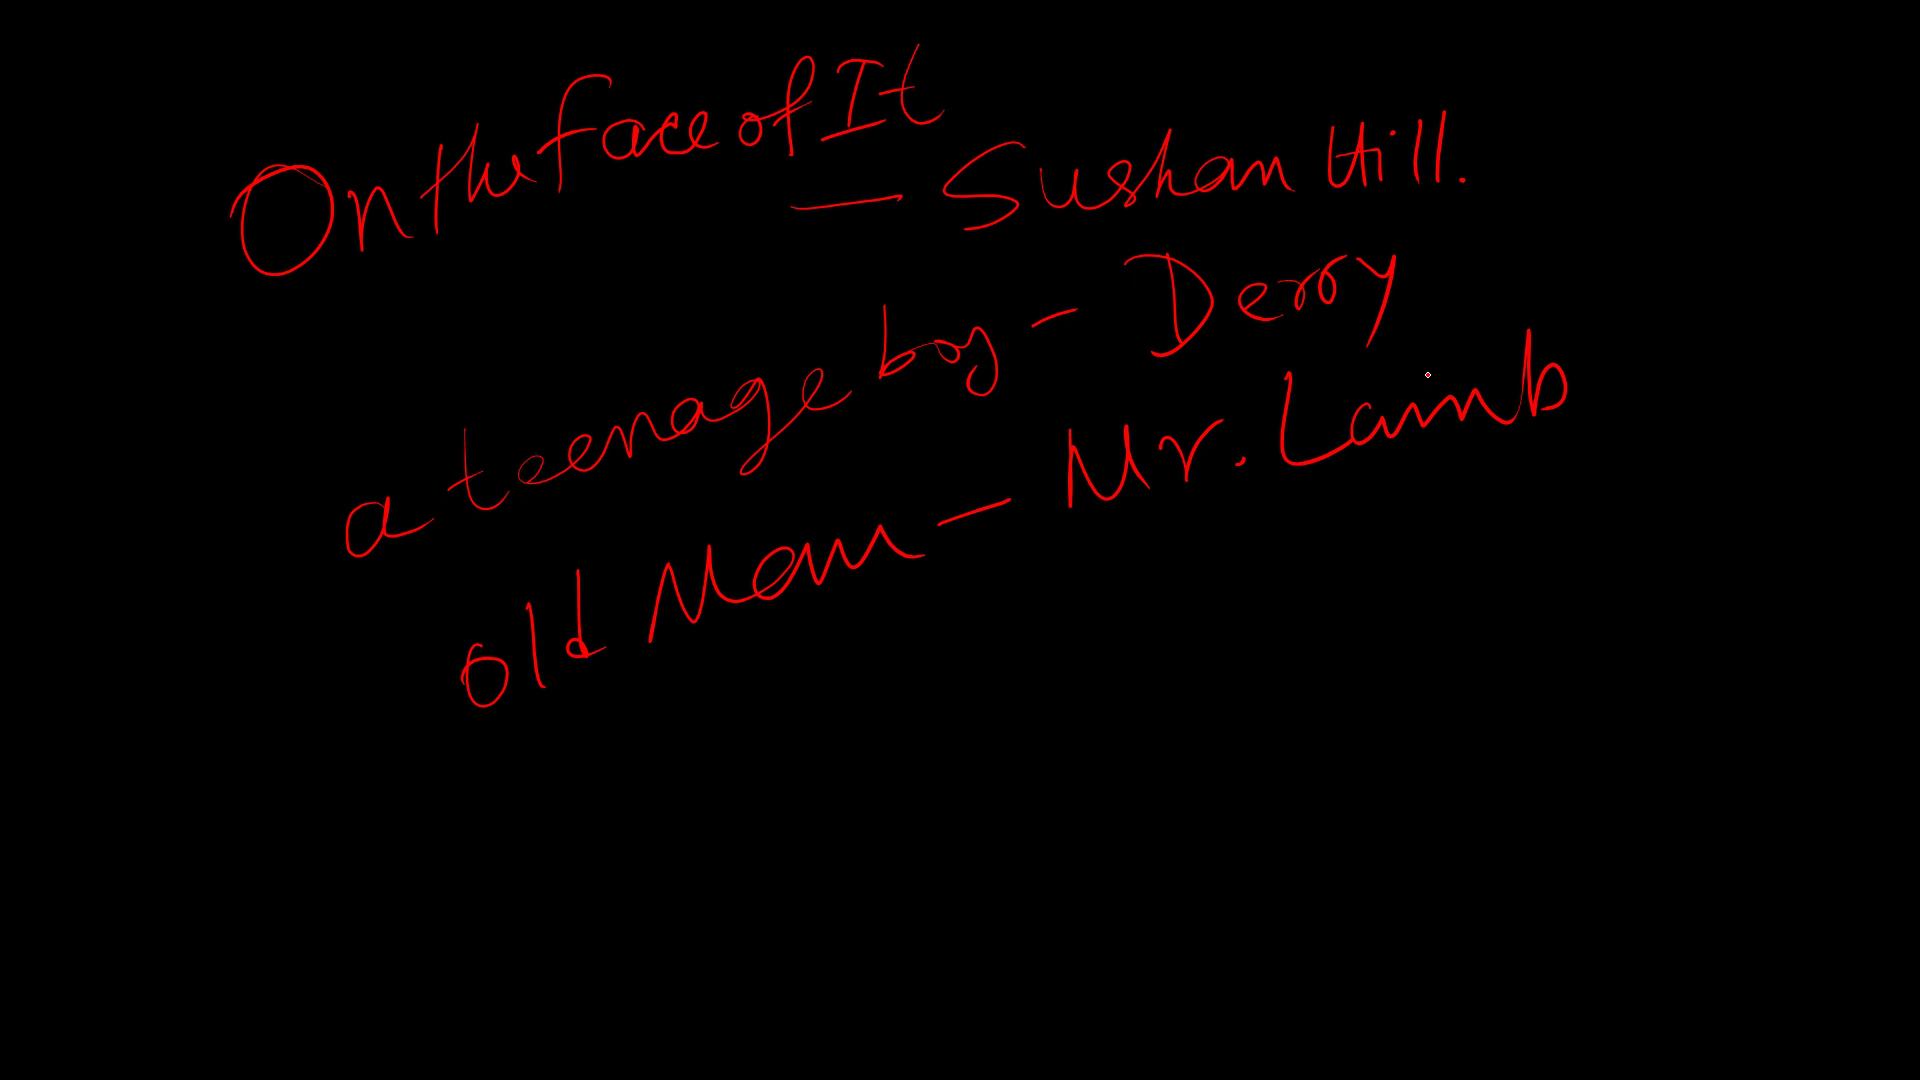 On the face of It
— Sushan Hill.
a teenage boy - Derry
old Man — Mr. Lamb